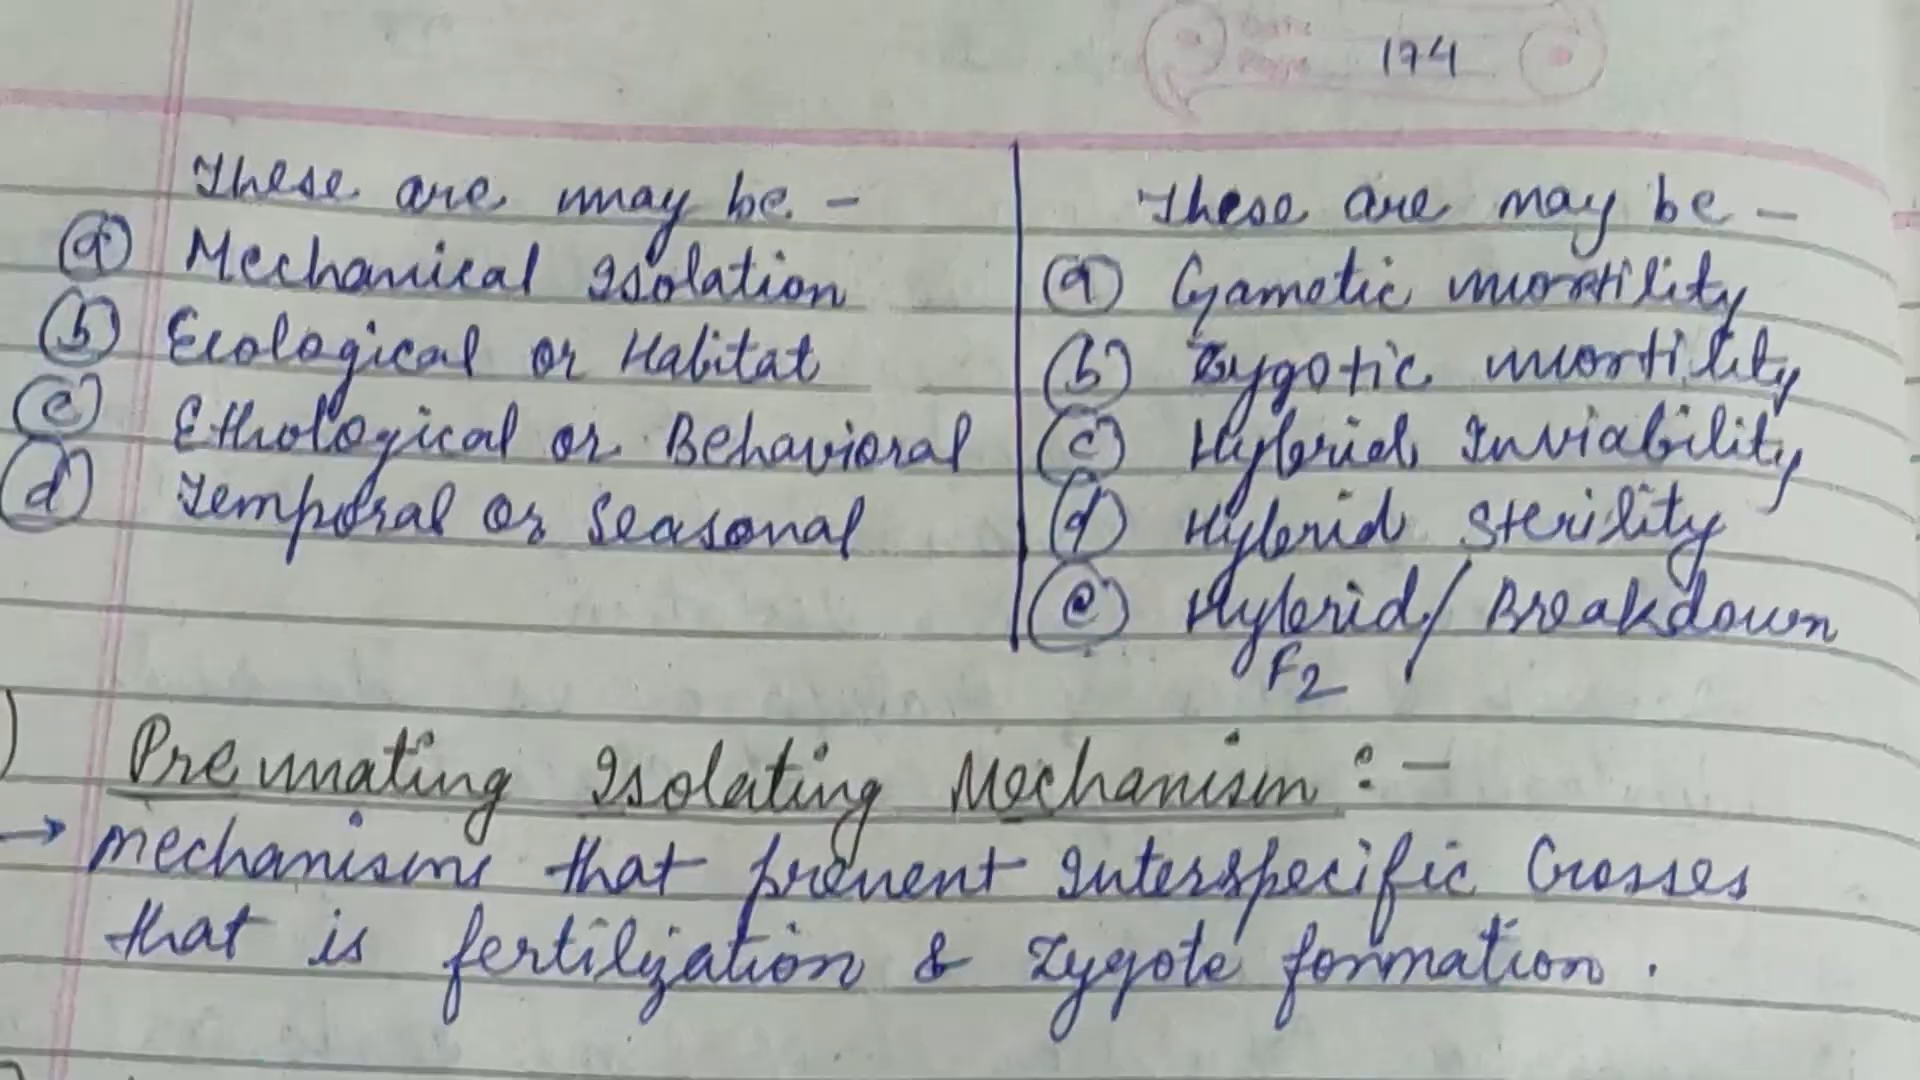 Date
Page 174
These are may be. -
(a) Mechanical Isolation
(b) Ecological or Habitat
(c) Ethological or Behavioral
(d) Temporal or Seasonal
These are may be -
(a) Gametic mortility
(b) Zygotic mortility
(c) Hybrid Inviability
(d) Hybrid Sterility
(e) Hybrid / Breakdown
F2
) Premating Isolating Mechanism :-
→ mechanisms that prevent Interspecific Crosses
that is fertilization & Zygote formation .